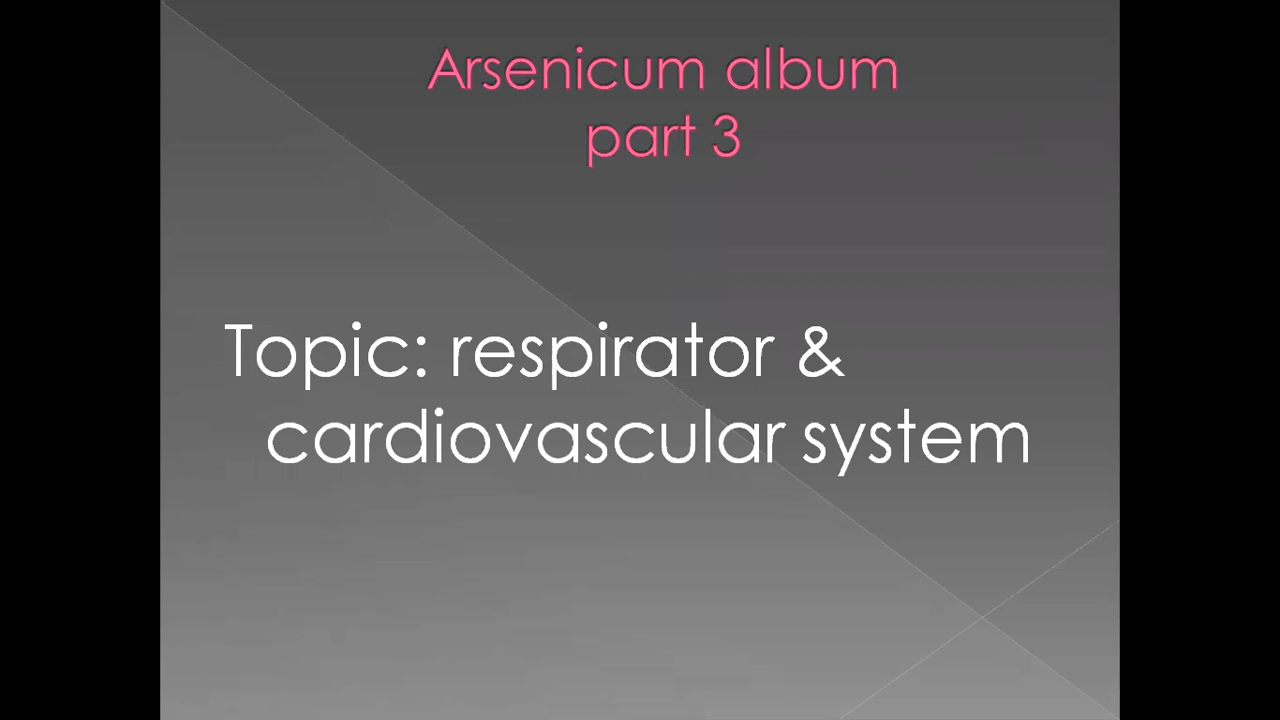 Arsenicum album
part 3
Topic: respirator &
cardiovascular system